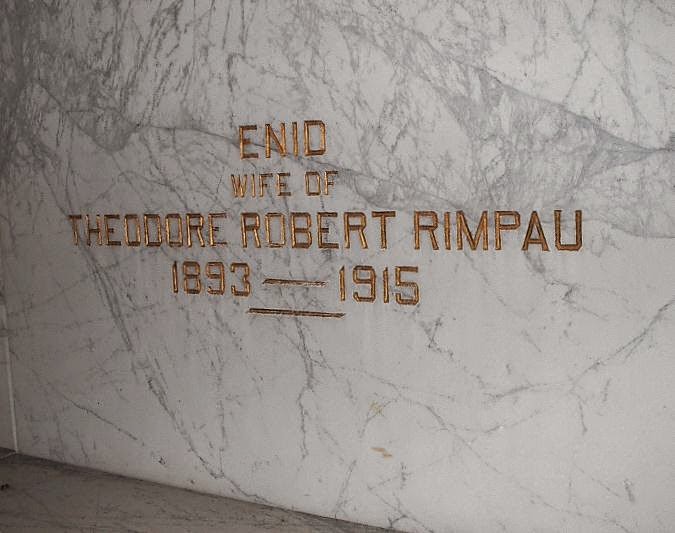 ENID
WIFE OF
THEODORE ROBERT RIMPAU
1893 — 1915